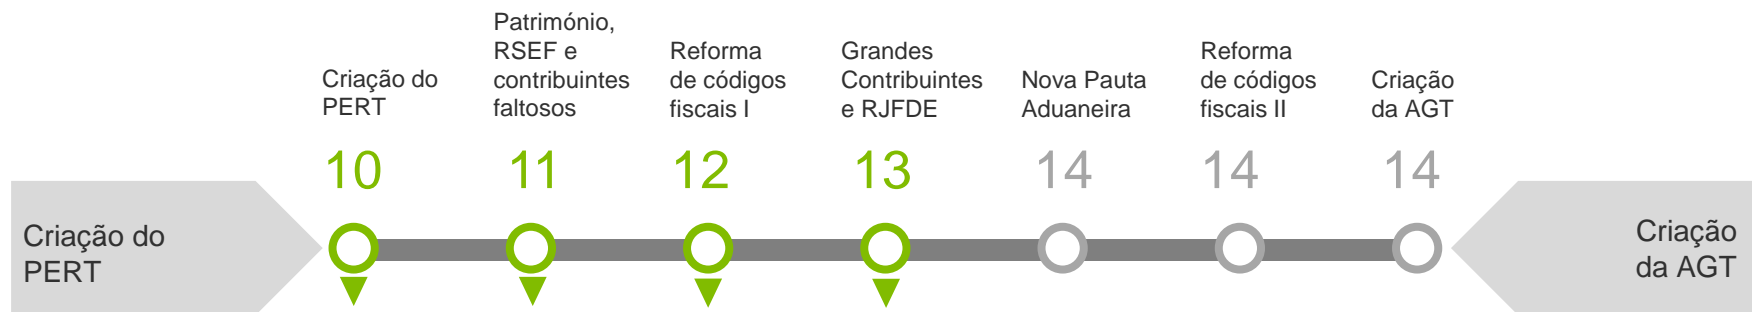 Criação do
PERT
Património,
RSEF e
contribuintes
faltosos
Reforma
de códigos
fiscais I
Grandes
Contribuintes
e RJFDE
Nova Pauta
Aduaneira
Reforma
de códigos
fiscais II
Criação
da AGT
10
11
12
13
14
14
14
Criação do
PERT
Criação
da AGT